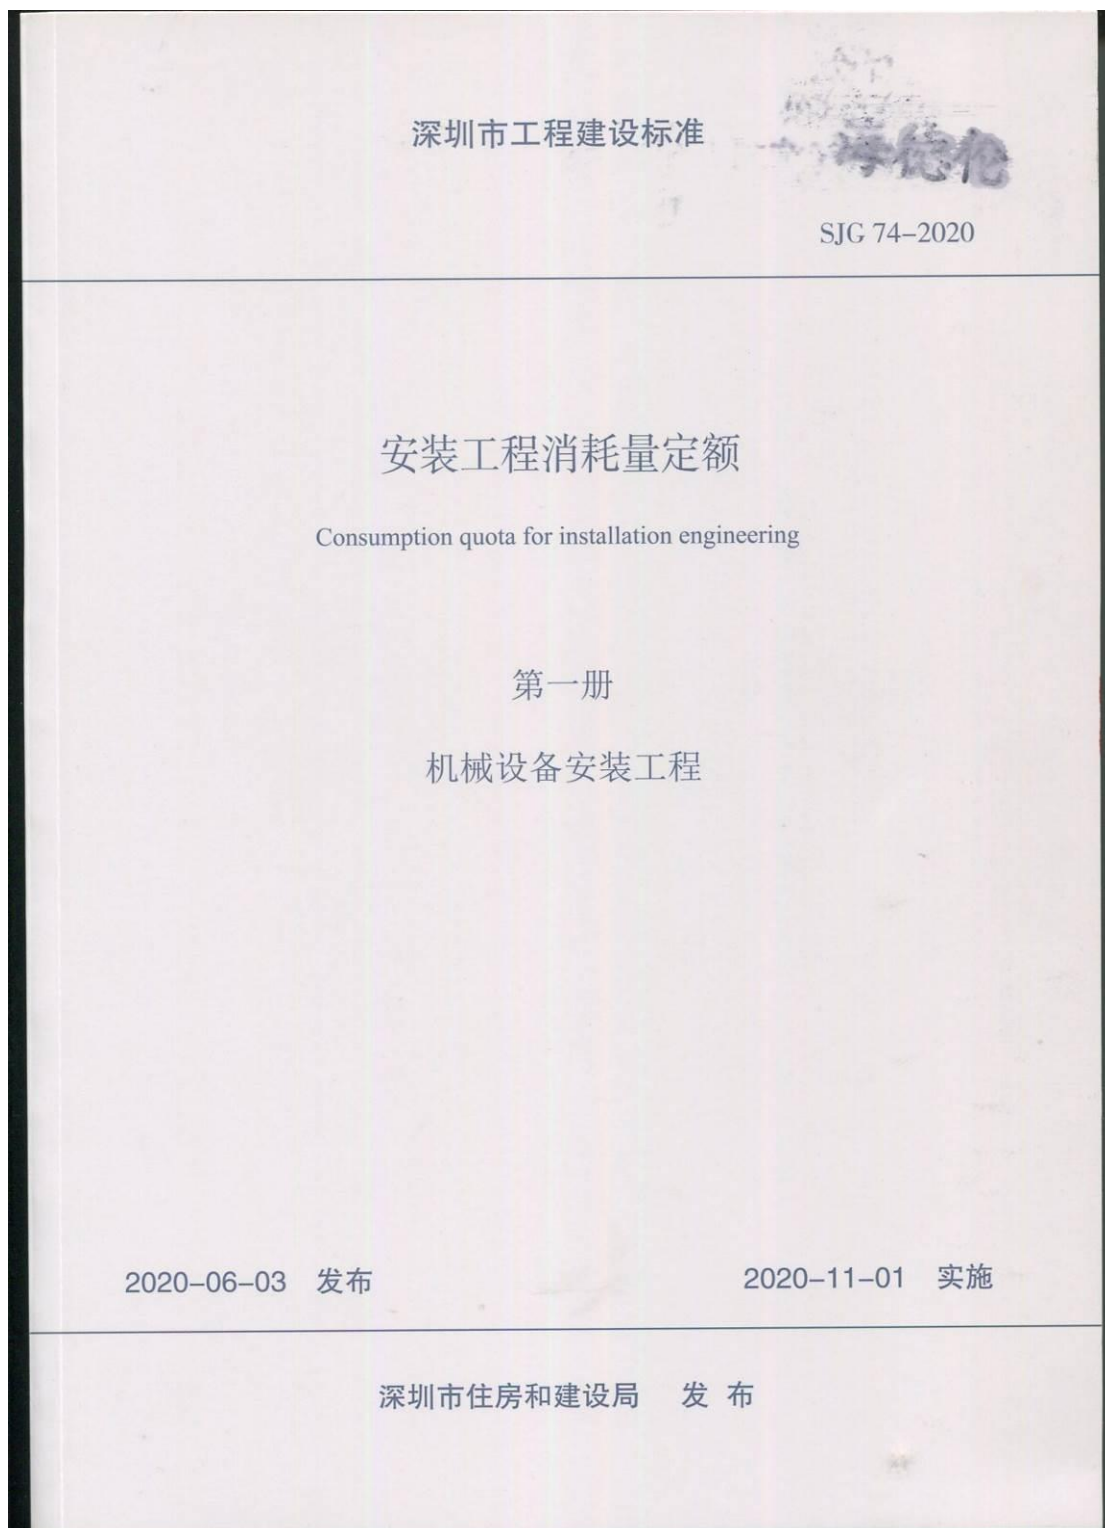 深圳市工程建设标准
SJG 74–2020
安装工程消耗量定额
Consumption quota for installation engineering
第一册
机械设备安装工程
2020–06–03 发布
2020–11–01 实施
深圳市住房和建设局 发 布